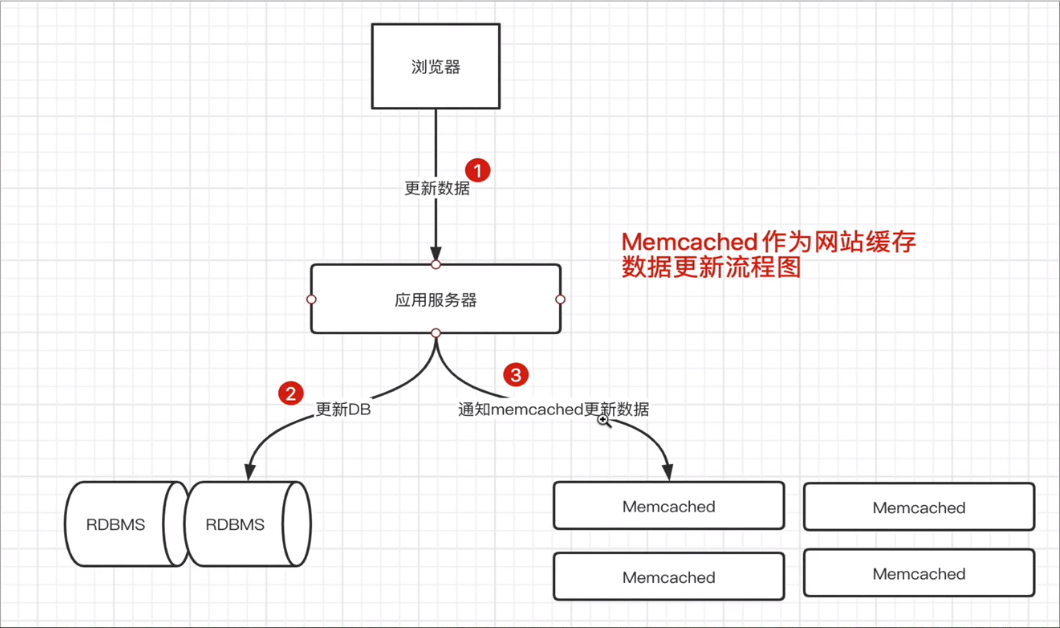 浏览器
1
更新数据
Memcached作为网站缓存
数据更新流程图
应用服务器
3
2
更新DB
通知memcached更新数据
RDBMS
RDBMS
Memcached
Memcached
Memcached
Memcached